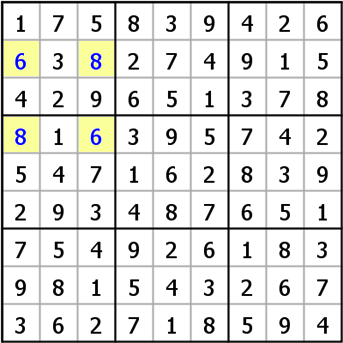 1 7 5 8 3 9 4 2 6
6 3 8 2 7 4 9 1 5
4 2 9 6 5 1 3 7 8
8 1 6 3 9 5 7 4 2
5 4 7 1 6 2 8 3 9
2 9 3 4 8 7 6 5 1
7 5 4 9 2 6 1 8 3
9 8 1 5 4 3 2 6 7
3 6 2 7 1 8 5 9 4